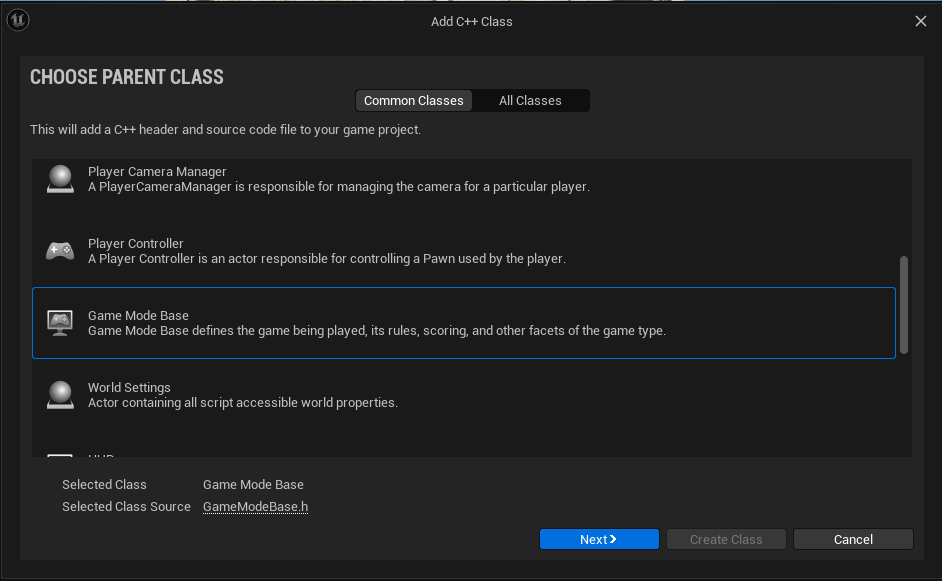 Add C++ Class
CHOOSE PARENT CLASS
Common Classes
All Classes
This will add a C++ header and source code file to your game project.
Player Camera Manager
A PlayerCameraManager is responsible for managing the camera for a particular player.
Player Controller
A Player Controller is an actor responsible for controlling a Pawn used by the player.
Game Mode Base
Game Mode Base defines the game being played, its rules, scoring, and other facets of the game type.
World Settings
Actor containing all script accessible world properties.
Selected Class Game Mode Base
Selected Class Source GameModeBase.h
Next
Create Class
Cancel